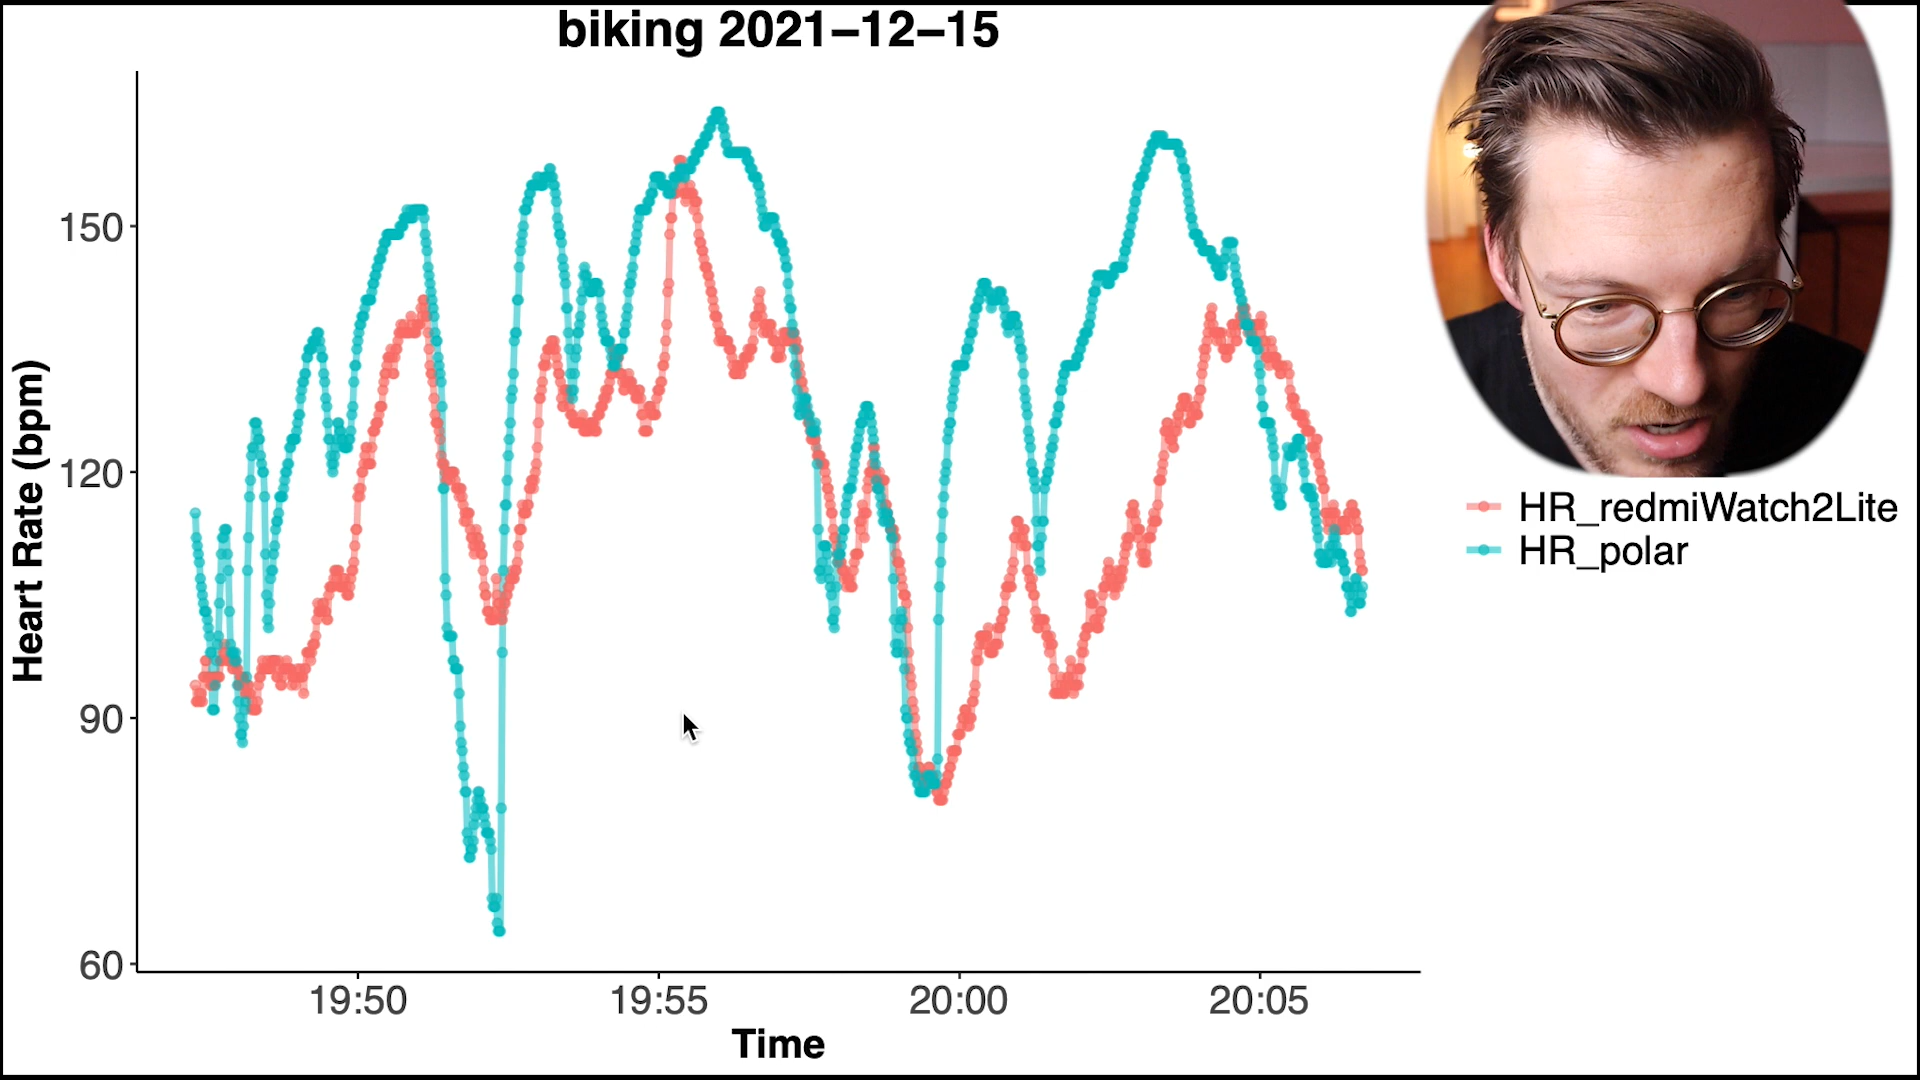 biking 2021–12–15
Heart Rate (bpm)
150
120
90
60
19:50
19:55
20:00
20:05
Time
HR_redmiWatch2Lite
HR_polar